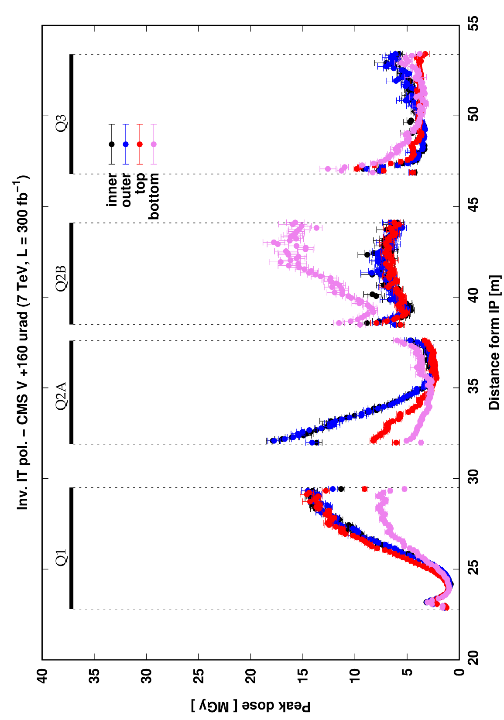 Inv. IT pol. – CMS V +160 urad (7 TeV, L = 300 fb⁻¹)
Q1
Q2A
Q2B
Q3
inner
outer
top
bottom
40
35
30
25
20
15
10
5
0
20
25
30
35
40
45
50
55
Peak dose [ MGy]
Distance form IP [m]